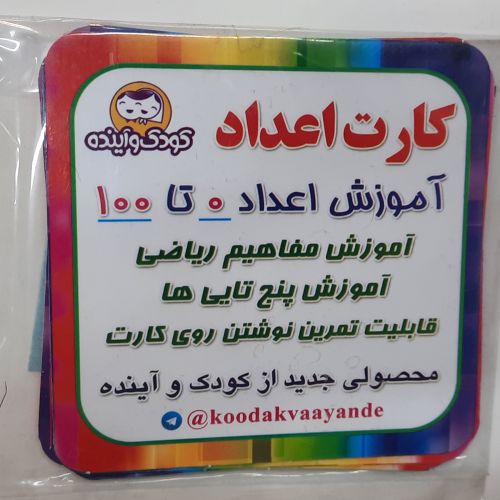 کارت اعداد
کودک و آینده
آموزش اعداد ۰ تا ۱۰۰
آموزش مفاهیم ریاضی
آموزش پنج تایی ها
قابلیت تمرین نوشتن روی کارت
محصولی جدید از کودک و آینده
@koodakvaayande